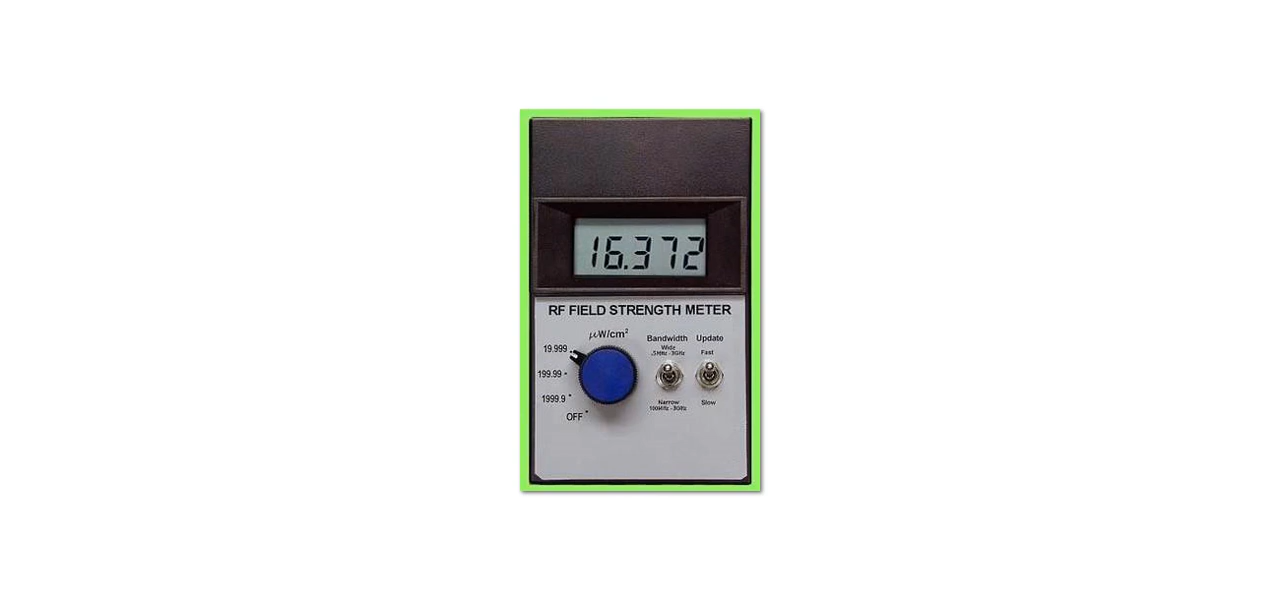 16.372
RF FIELD STRENGTH METER
µW/cm²
Bandwidth Update
Wide Fast
.5MHz - 3GHz
19.999
199.99
1999.9
OFF
Narrow Slow
100MHz - 3GHz